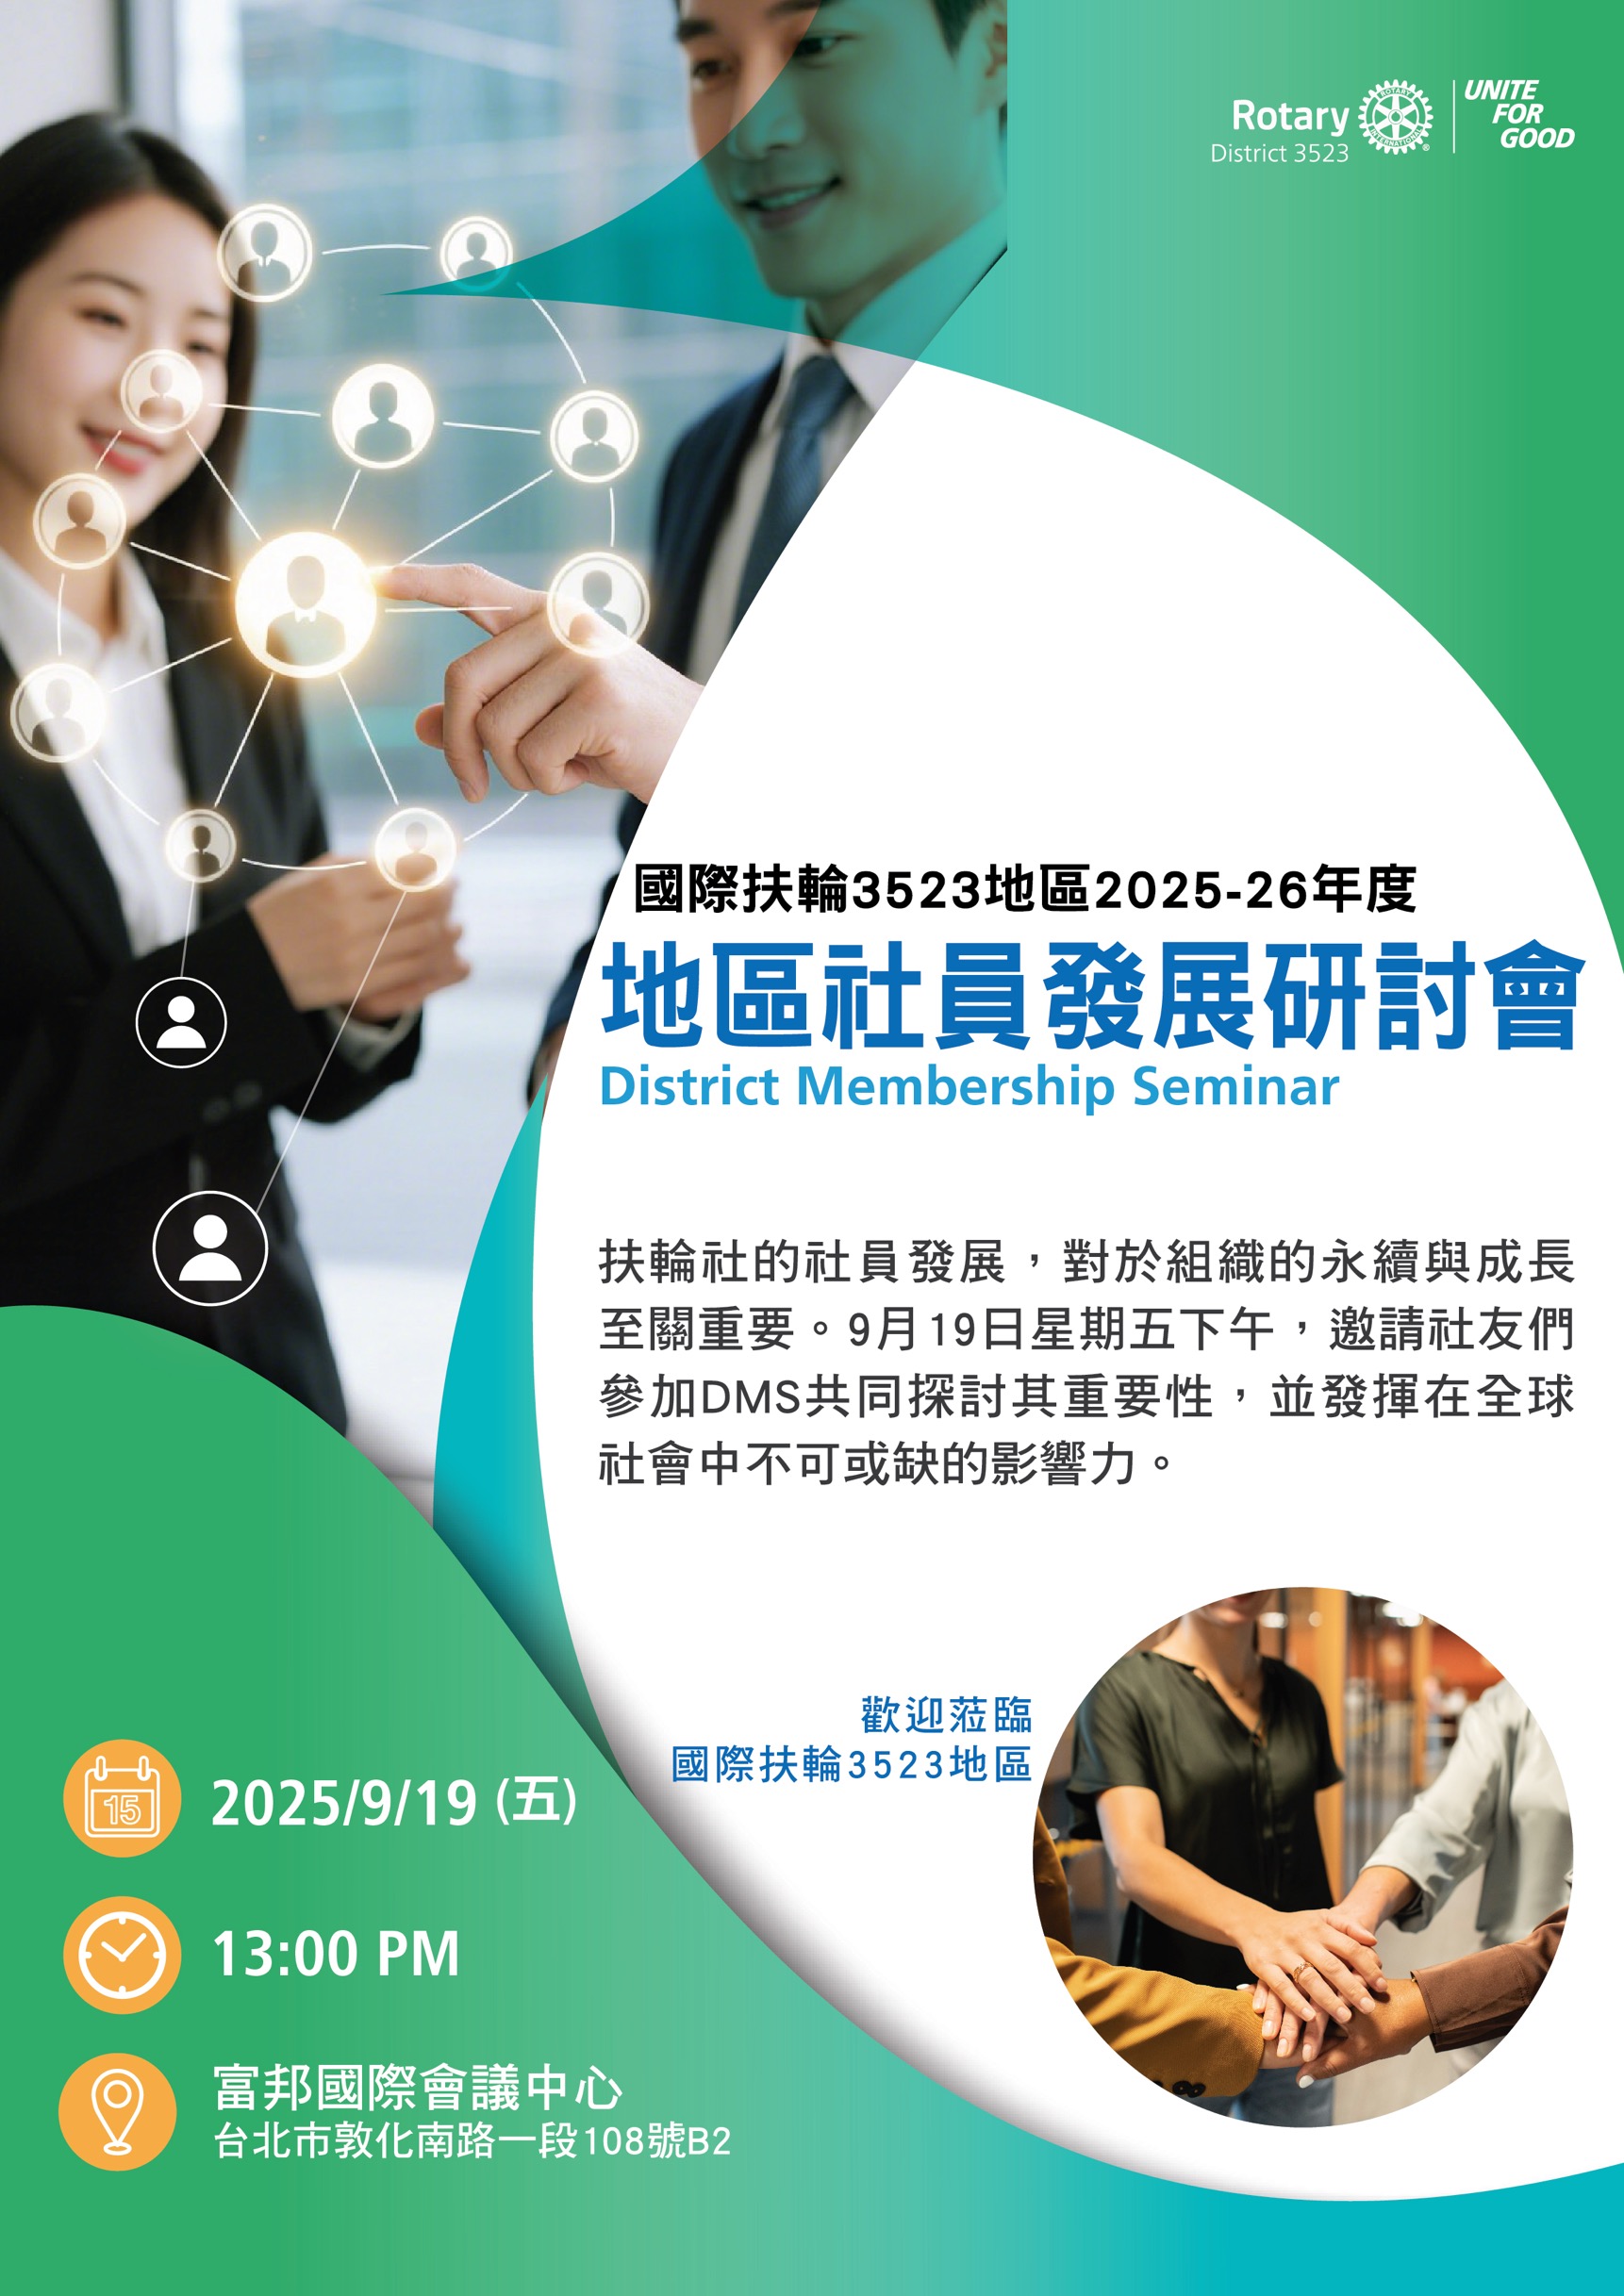 Rotary
District 3523
ROTARY
INTERNATIONAL
UNITE
FOR
GOOD
國際扶輪3523地區2025-26年度
地區社員發展研討會
District Membership Seminar
扶輪社的社員發展，對於組織的永續與成長
至關重要。9月19日星期五下午，邀請社友們
參加DMS共同探討其重要性，並發揮在全球
社會中不可或缺的影響力。
歡迎蒞臨
國際扶輪3523地區
15
2025/9/19 (五)
13:00 PM
富邦國際會議中心
台北市敦化南路一段108號B2